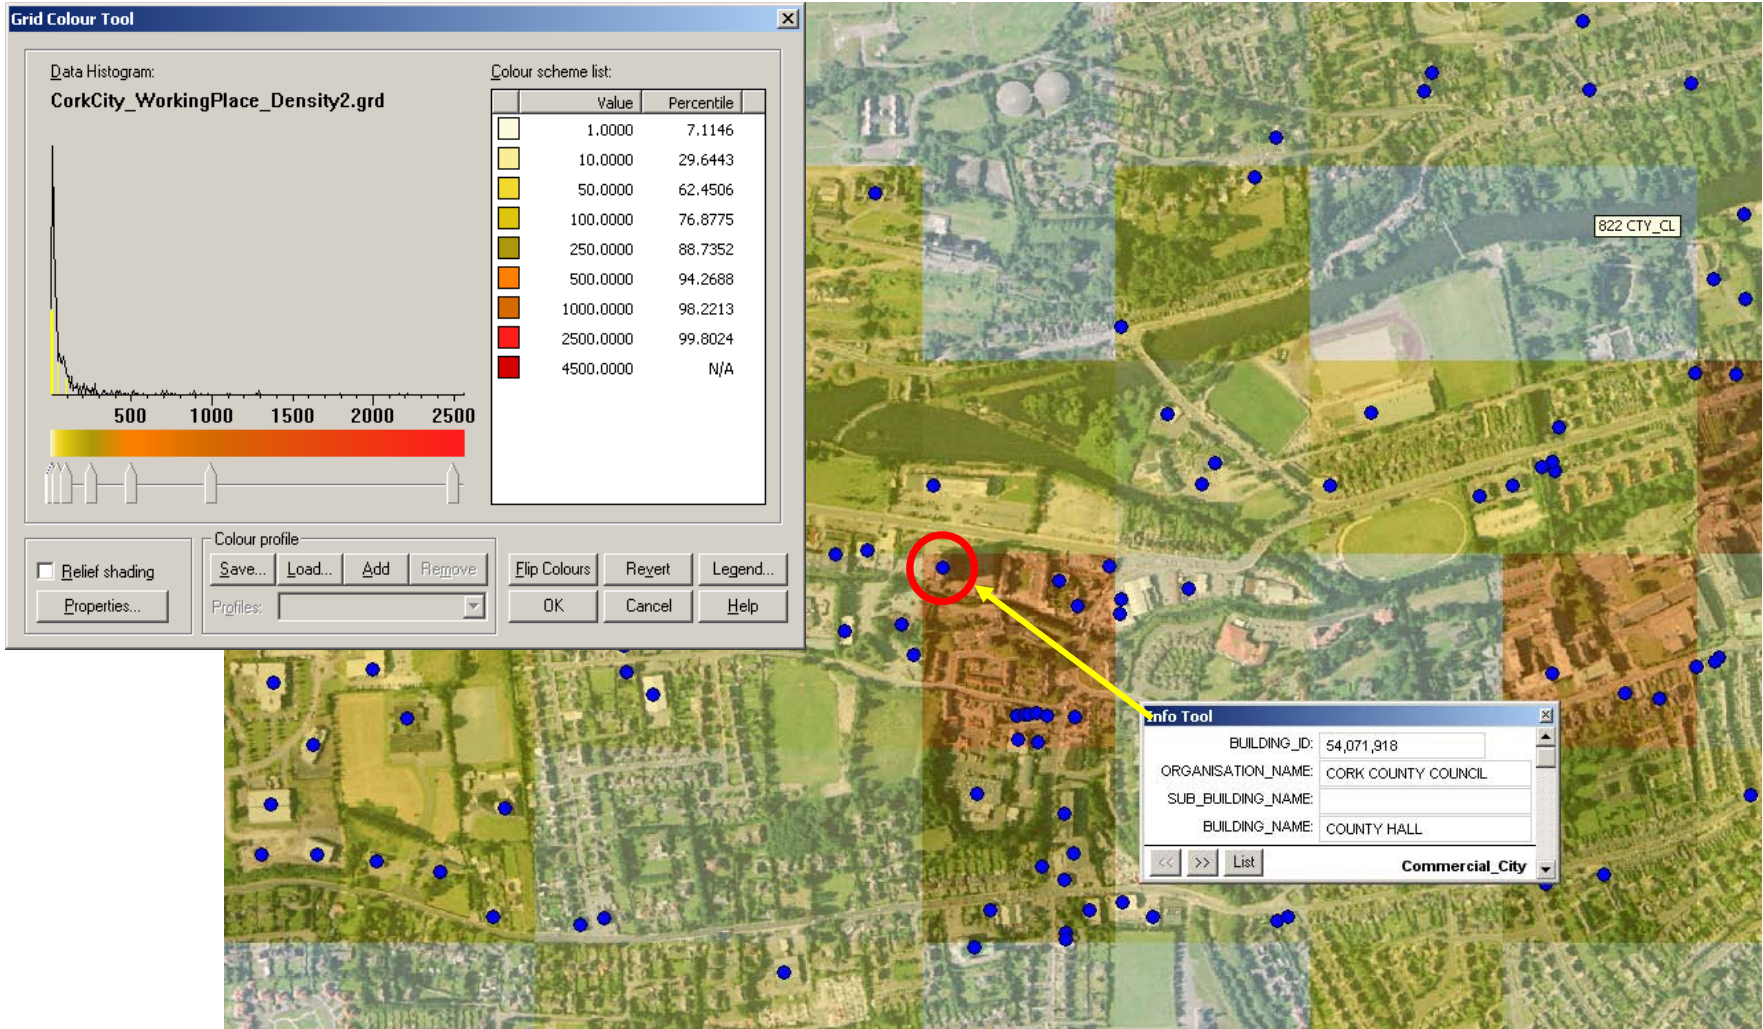 Grid Colour Tool
Data Histogram:
CorkCity_WorkingPlace_Density2.grd
500 1000 1500 2000 2500
Colour scheme list:
Value Percentile
1.0000 7.1146
10.0000 29.6443
50.0000 62.4506
100.0000 76.8775
250.0000 88.7352
500.0000 94.2688
1000.0000 98.2213
2500.0000 99.8024
4500.0000 N/A
Relief shading
Properties...
Colour profile
Save... Load... Add Remove
Profiles:
Flip Colours Revert Legend...
OK Cancel Help
822 CTY_CL
Info Tool
BUILDING_ID: 54,071,918
ORGANISATION_NAME: CORK COUNTY COUNCIL
SUB_BUILDING_NAME:
BUILDING_NAME: COUNTY HALL
<< >> List Commercial_City